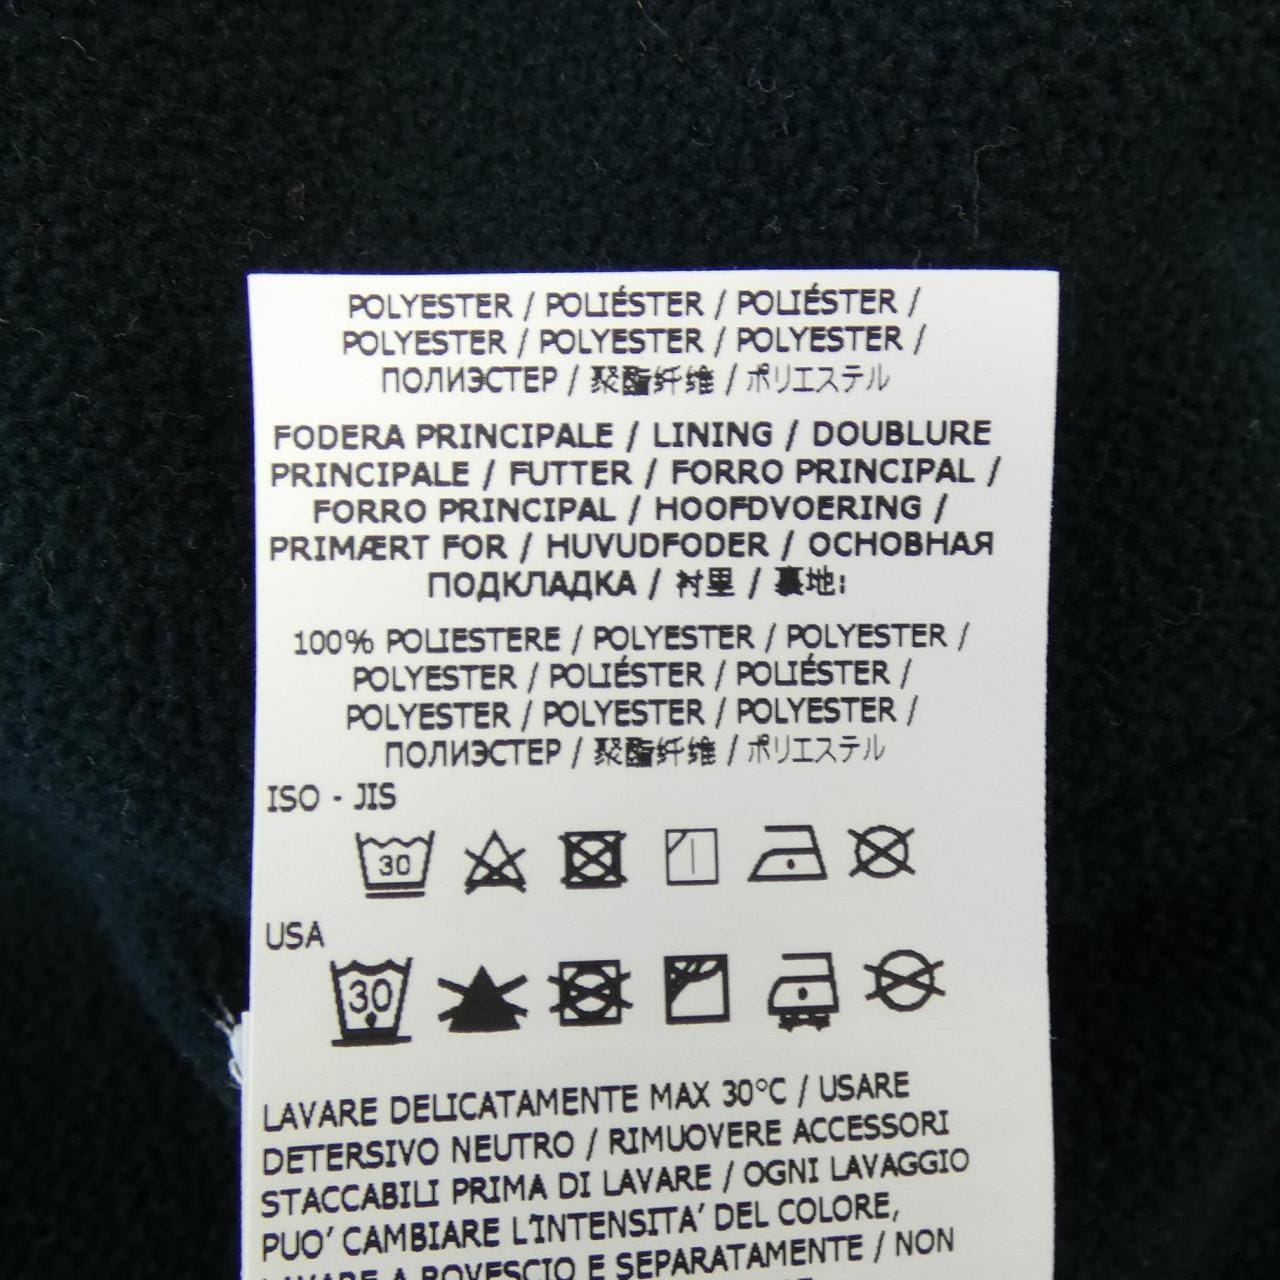 POLYESTER / POLIÉSTER / POLIÉSTER /
POLYESTER / POLYESTER / POLYESTER /
ПОЛИЭСТЕР / 聚酯纤维 / ポリエステル
FODERA PRINCIPALE / LINING / DOUBLURE
PRINCIPALE / FUTTER / FORRO PRINCIPAL /
FORRO PRINCIPAL / HOOFDVOERING /
PRIMÆRT FOR / HUVUDFODER / ОСНОВНАЯ
ПОДКЛАДКА / 衬里 / 裏地:
100% POLIESTERE / POLYESTER / POLYESTER /
POLYESTER / POLIÉSTER / POLIÉSTER /
POLYESTER / POLYESTER / POLYESTER /
ПОЛИЭСТЕР / 聚酯纤维 / ポリエステル
ISO - JIS
30
USA
30
LAVARE DELICATAMENTE MAX 30°C / USARE
DETERSIVO NEUTRO / RIMUOVERE ACCESSORI
STACCABILI PRIMA DI LAVARE / OGNI LAVAGGIO
PUO' CAMBIARE L'INTENSITA' DEL COLORE,
LAVARE A ROVESCIO E SEPARATAMENTE / NON